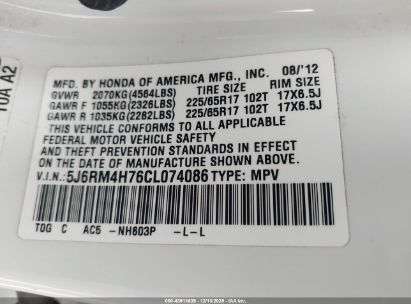 10A A2
MFD. BY HONDA OF AMERICA MFG., INC. 08/'12
GVWR 2070KG(4564LBS) TIRE SIZE RIM SIZE
GAWR F 1055KG(2326LBS) 225/65R17 102T 17X6.5J
GAWR R 1035KG(2282LBS) 225/65R17 102T 17X6.5J
THIS VEHICLE CONFORMS TO ALL APPLICABLE
FEDERAL MOTOR VEHICLE SAFETY
AND THEFT PREVENTION STANDARDS IN EFFECT
ON THE DATE OF MANUFACTURE SHOWN ABOVE.
V.I.N.:5J6RM4H76CL074086 TYPE: MPV
TOG C AC5 -NH603P -L-L